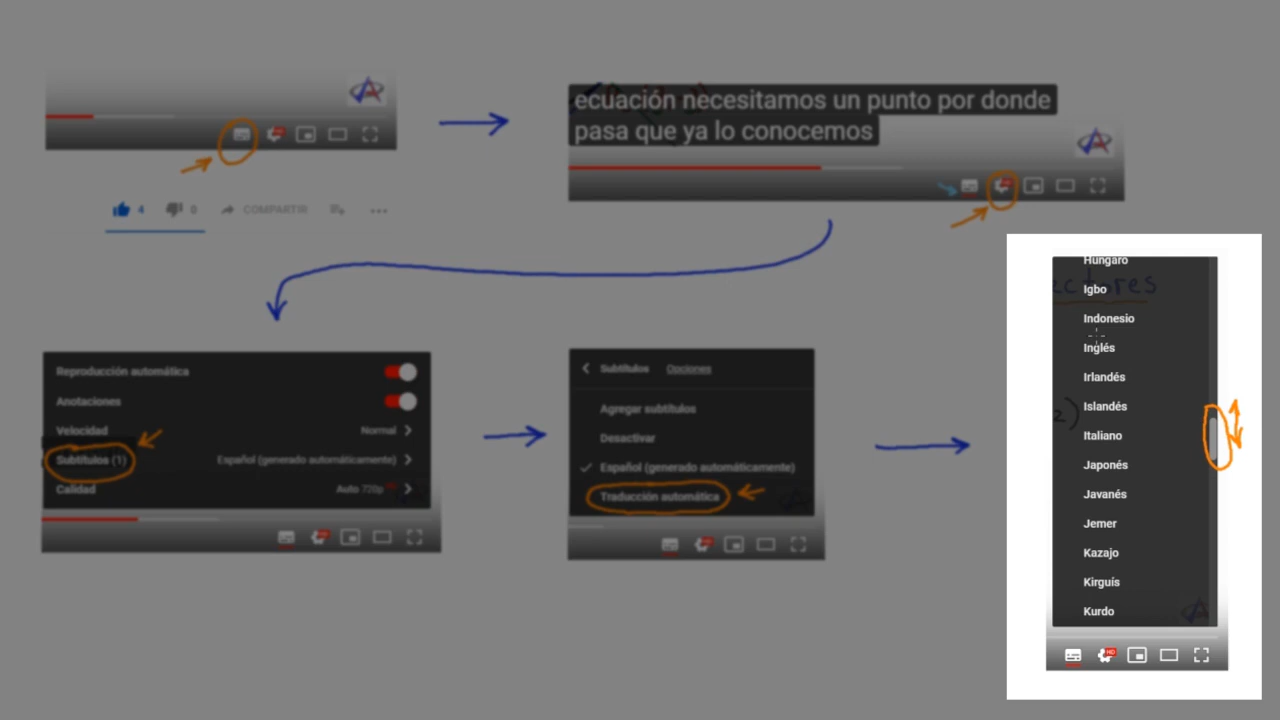 4
0
COMPARTIR
ecuación necesitamos un punto por donde
pasa que ya lo conocemos
Reproducción automática
Anotaciones
Velocidad Normal
Subtítulos (1) Español (generado automáticamente)
Calidad Auto 720p
Subtítulos Opciones
Agregar subtítulos
Desactivar
Español (generado automáticamente)
Traducción automática
ectores
Húngaro
Igbo
Indonesio
Inglés
Irlandés
Islandés
Italiano
Japonés
Javanés
Jemer
Kazajo
Kirguís
Kurdo
HD